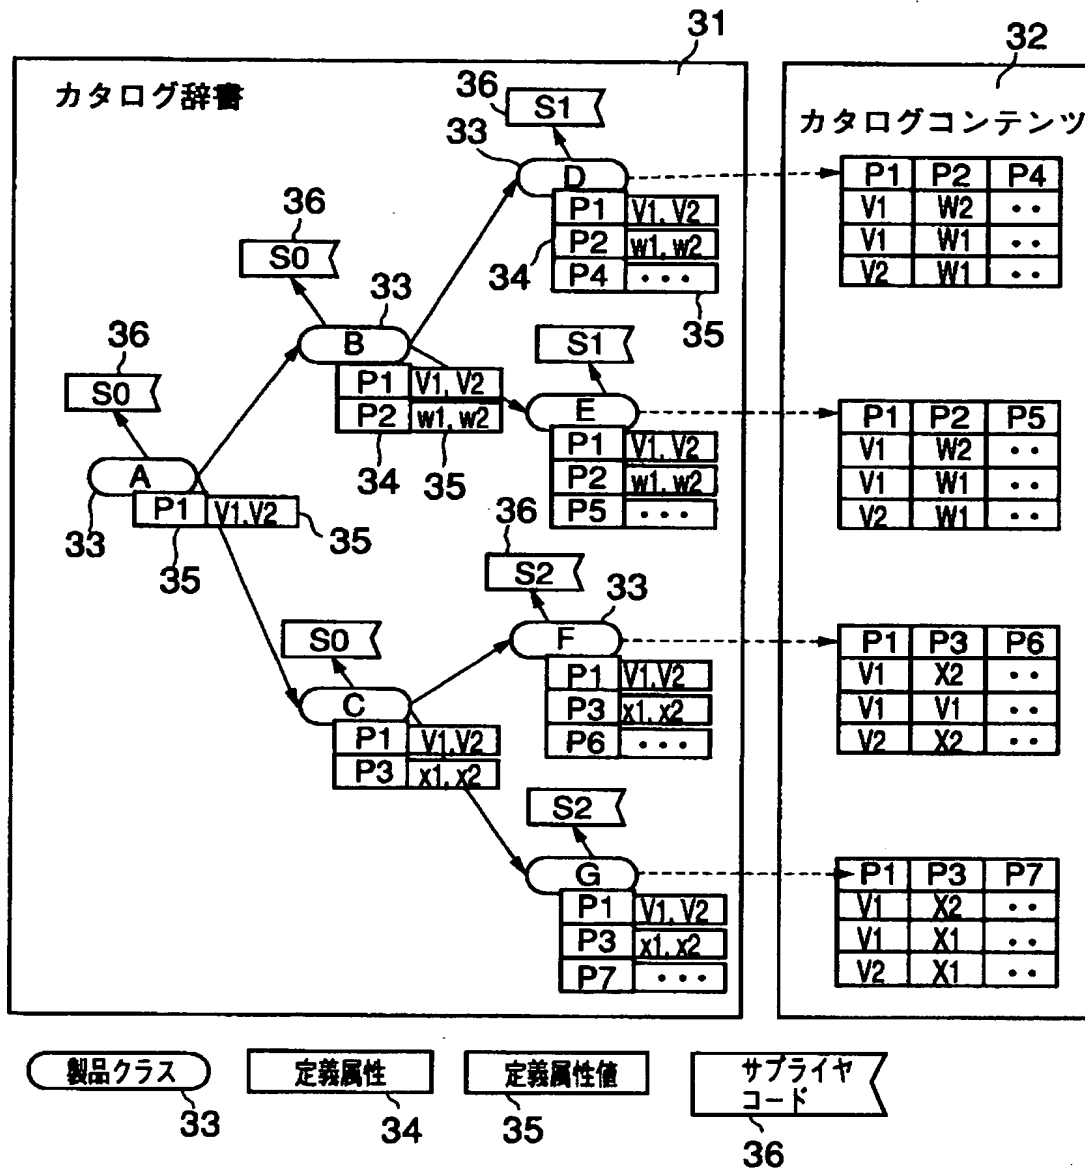 31
32
カタログ辞書
カタログコンテンツ
36
S1
33
D
P1 V1, V2
34
P2 w1, w2
P4 ・・・
35
P1 P2 P4
V1 W2 ・・
V1 W1 ・・
V2 W1 ・・
36
S0
33
B
P1 V1, V2
P2 w1, w2
34
35
S1
E
P1 V1, V2
P2 w1, w2
P5 ・・・
P1 P2 P5
V1 W2 ・・
V1 W1 ・・
V2 W1 ・・
36
S0
A
33
P1 V1,V2
35
35
36
S2
33
F
P1 V1,V2
P3 x1, x2
P6 ・・・
P1 P3 P6
V1 X2 ・・
V1 V1 ・・
V2 X2 ・・
S0
C
P1 V1,V2
P3 x1, x2
S2
G
P1 V1, V2
P3 x1, x2
P7 ・・・
P1 P3 P7
V1 X2 ・・
V1 X1 ・・
V2 X1 ・・
製品クラス
33
定義属性
34
定義属性値
35
サプライヤ
コード
36